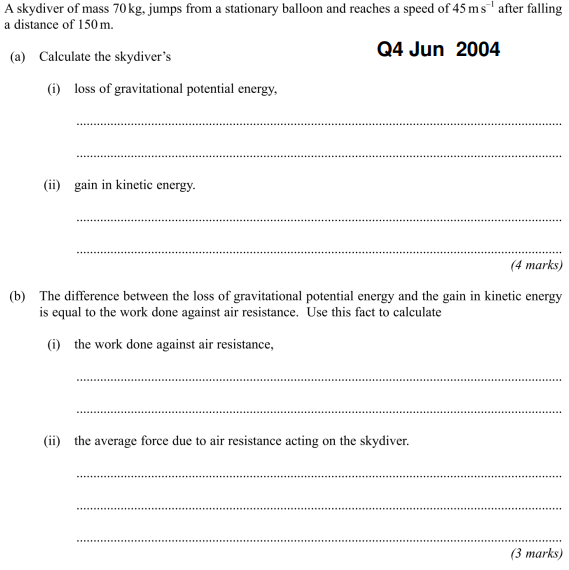 A skydiver of mass 70 kg, jumps from a stationary balloon and reaches a speed of 45 m s⁻¹ after falling
a distance of 150 m.
Q4 Jun 2004
(a) Calculate the skydiver's
(i) loss of gravitational potential energy,
................................................................................
................................................................................
(ii) gain in kinetic energy.
................................................................................
................................................................................
(4 marks)
(b) The difference between the loss of gravitational potential energy and the gain in kinetic energy
is equal to the work done against air resistance. Use this fact to calculate
(i) the work done against air resistance,
................................................................................
................................................................................
(ii) the average force due to air resistance acting on the skydiver.
................................................................................
................................................................................
................................................................................
(3 marks)